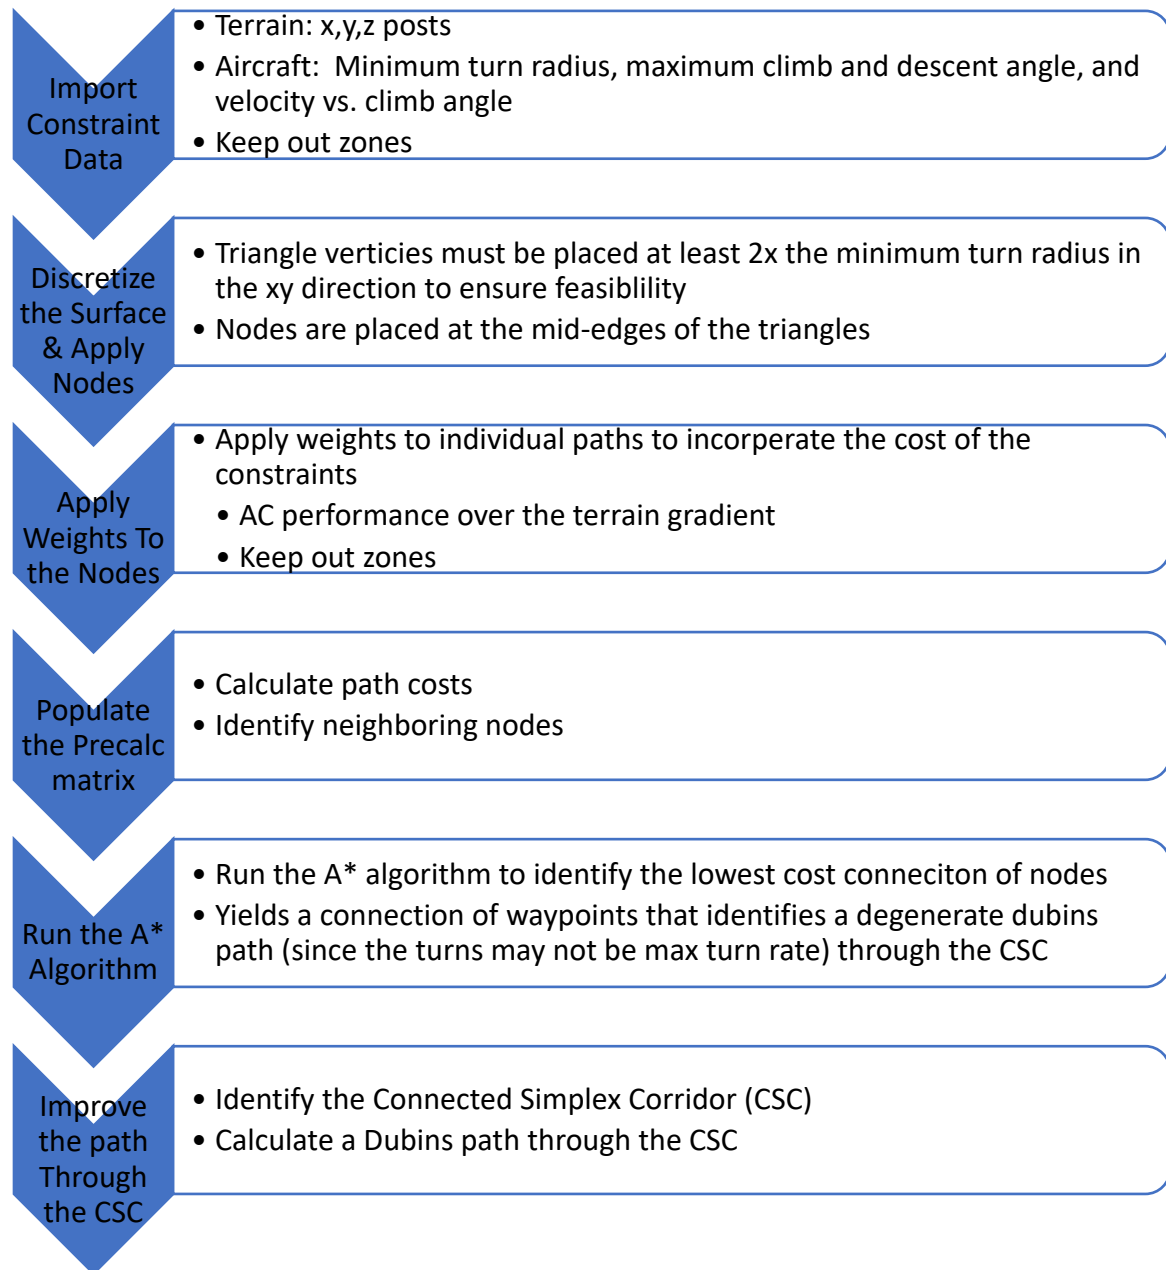 Import
Constraint
Data
• Terrain: x,y,z posts
• Aircraft:  Minimum turn radius, maximum climb and descent angle, and
velocity vs. climb angle
• Keep out zones
Discretize
the Surface
& Apply
Nodes
• Triangle verticies must be placed at least 2x the minimum turn radius in
the xy direction to ensure feasiblility
• Nodes are placed at the mid-edges of the triangles
Apply
Weights To
the Nodes
• Apply weights to individual paths to incorperate the cost of the
constraints
• AC performance over the terrain gradient
• Keep out zones
Populate
the Precalc
matrix
• Calculate path costs
• Identify neighboring nodes
Run the A*
Algorithm
• Run the A* algorithm to identify the lowest cost conneciton of nodes
• Yields a connection of waypoints that identifies a degenerate dubins
path (since the turns may not be max turn rate) through the CSC
Improve
the path
Through
the CSC
• Identify the Connected Simplex Corridor (CSC)
• Calculate a Dubins path through the CSC